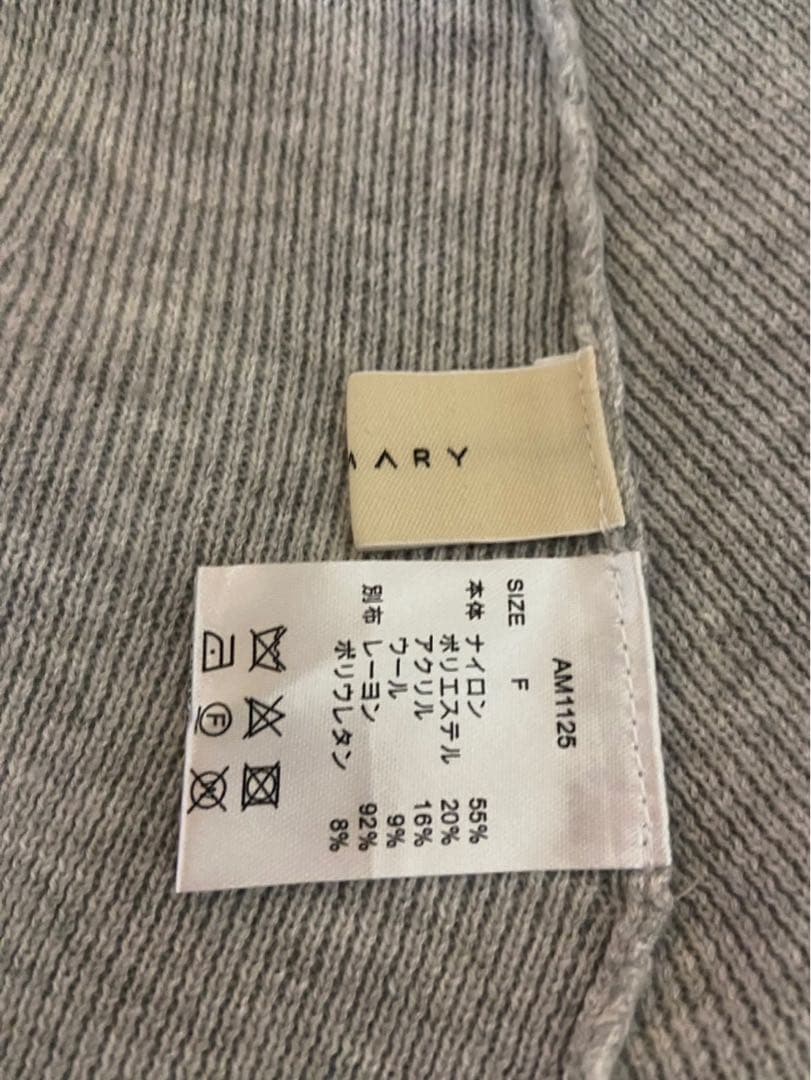 ΛRY
AM1125
SIZE F
本体 ナイロン 55%
ポリエステル 20%
アクリル 16%
ウール 9%
別布 レーヨン 92%
ポリウレタン 8%
F
W